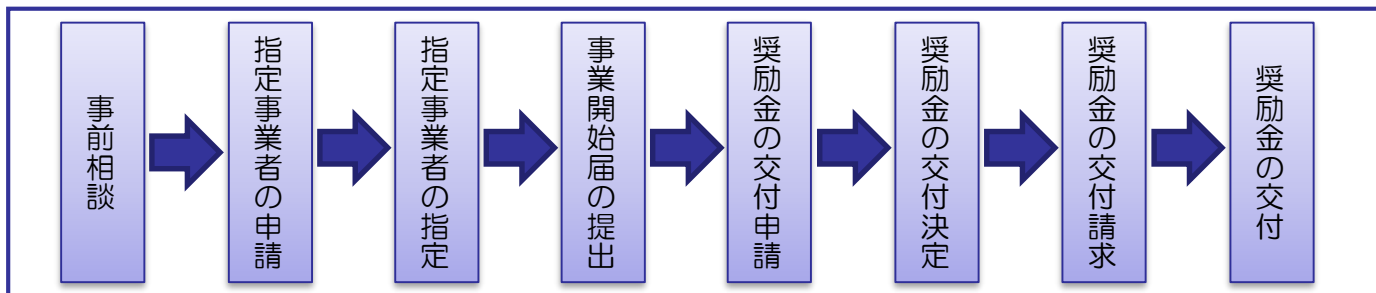 事前相談
指定事業者の申請
指定事業者の指定
事業開始届の提出
奨励金の交付申請
奨励金の交付決定
奨励金の交付請求
奨励金の交付